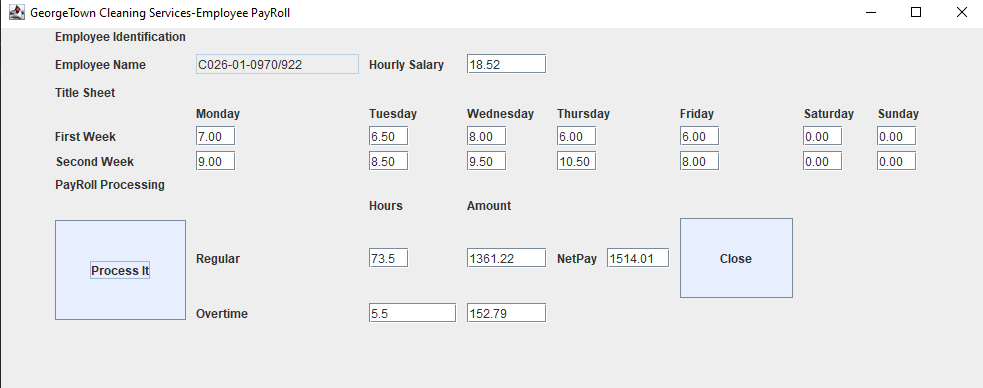 GeorgeTown Cleaning Services-Employee PayRoll
Employee Identification
Employee Name C026-01-0970/922 Hourly Salary 18.52
Title Sheet
Monday Tuesday Wednesday Thursday Friday Saturday Sunday
First Week 7.00 6.50 8.00 6.00 6.00 0.00 0.00
Second Week 9.00 8.50 9.50 10.50 8.00 0.00 0.00
PayRoll Processing
Hours Amount
Process It Regular 73.5 1361.22 NetPay 1514.01 Close
Overtime 5.5 152.79